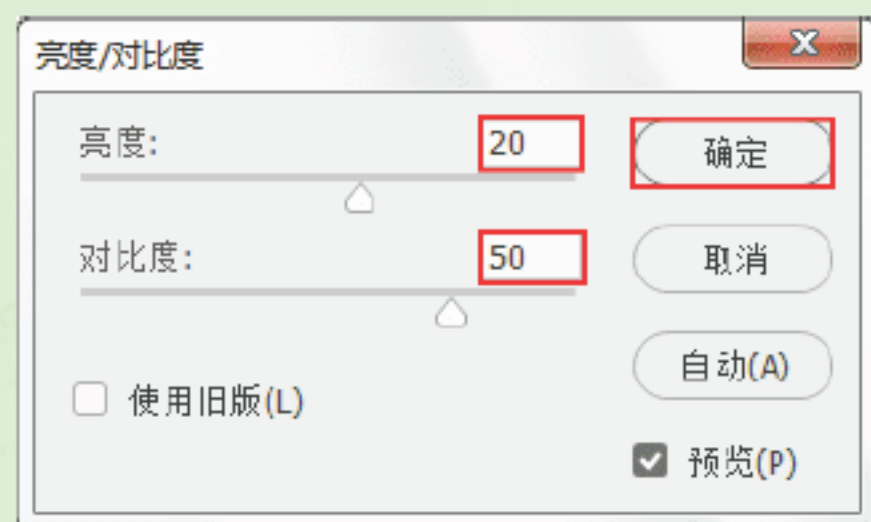 亮度/对比度
亮度: 20
确定
对比度: 50
取消
自动(A)
使用旧版(L)
预览(P)